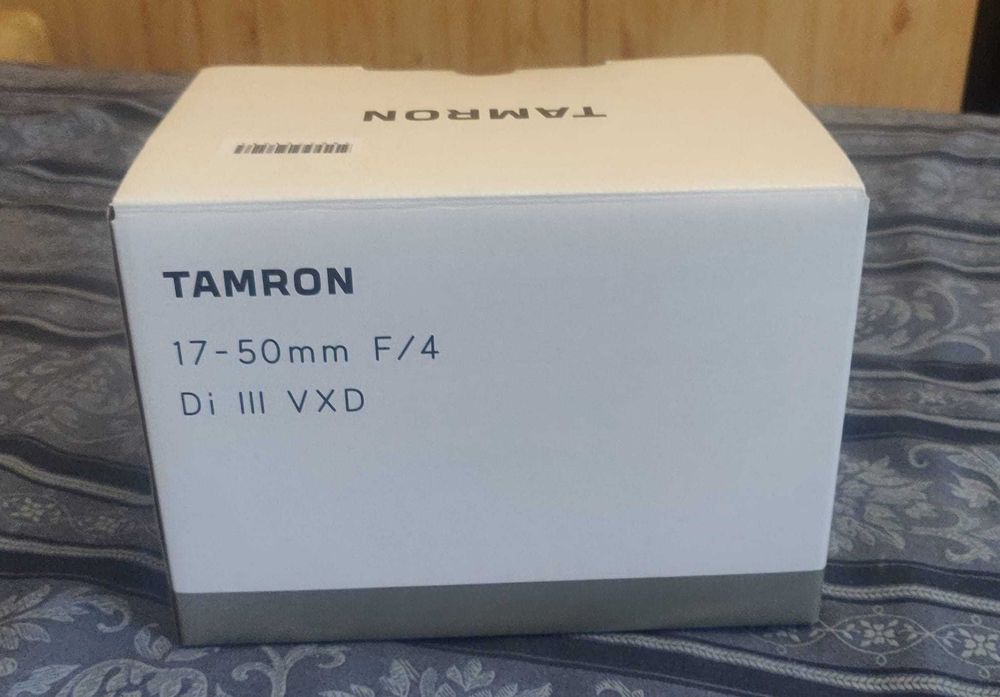 TAMRON
TAMRON
17-50mm F/4
Di III VXD